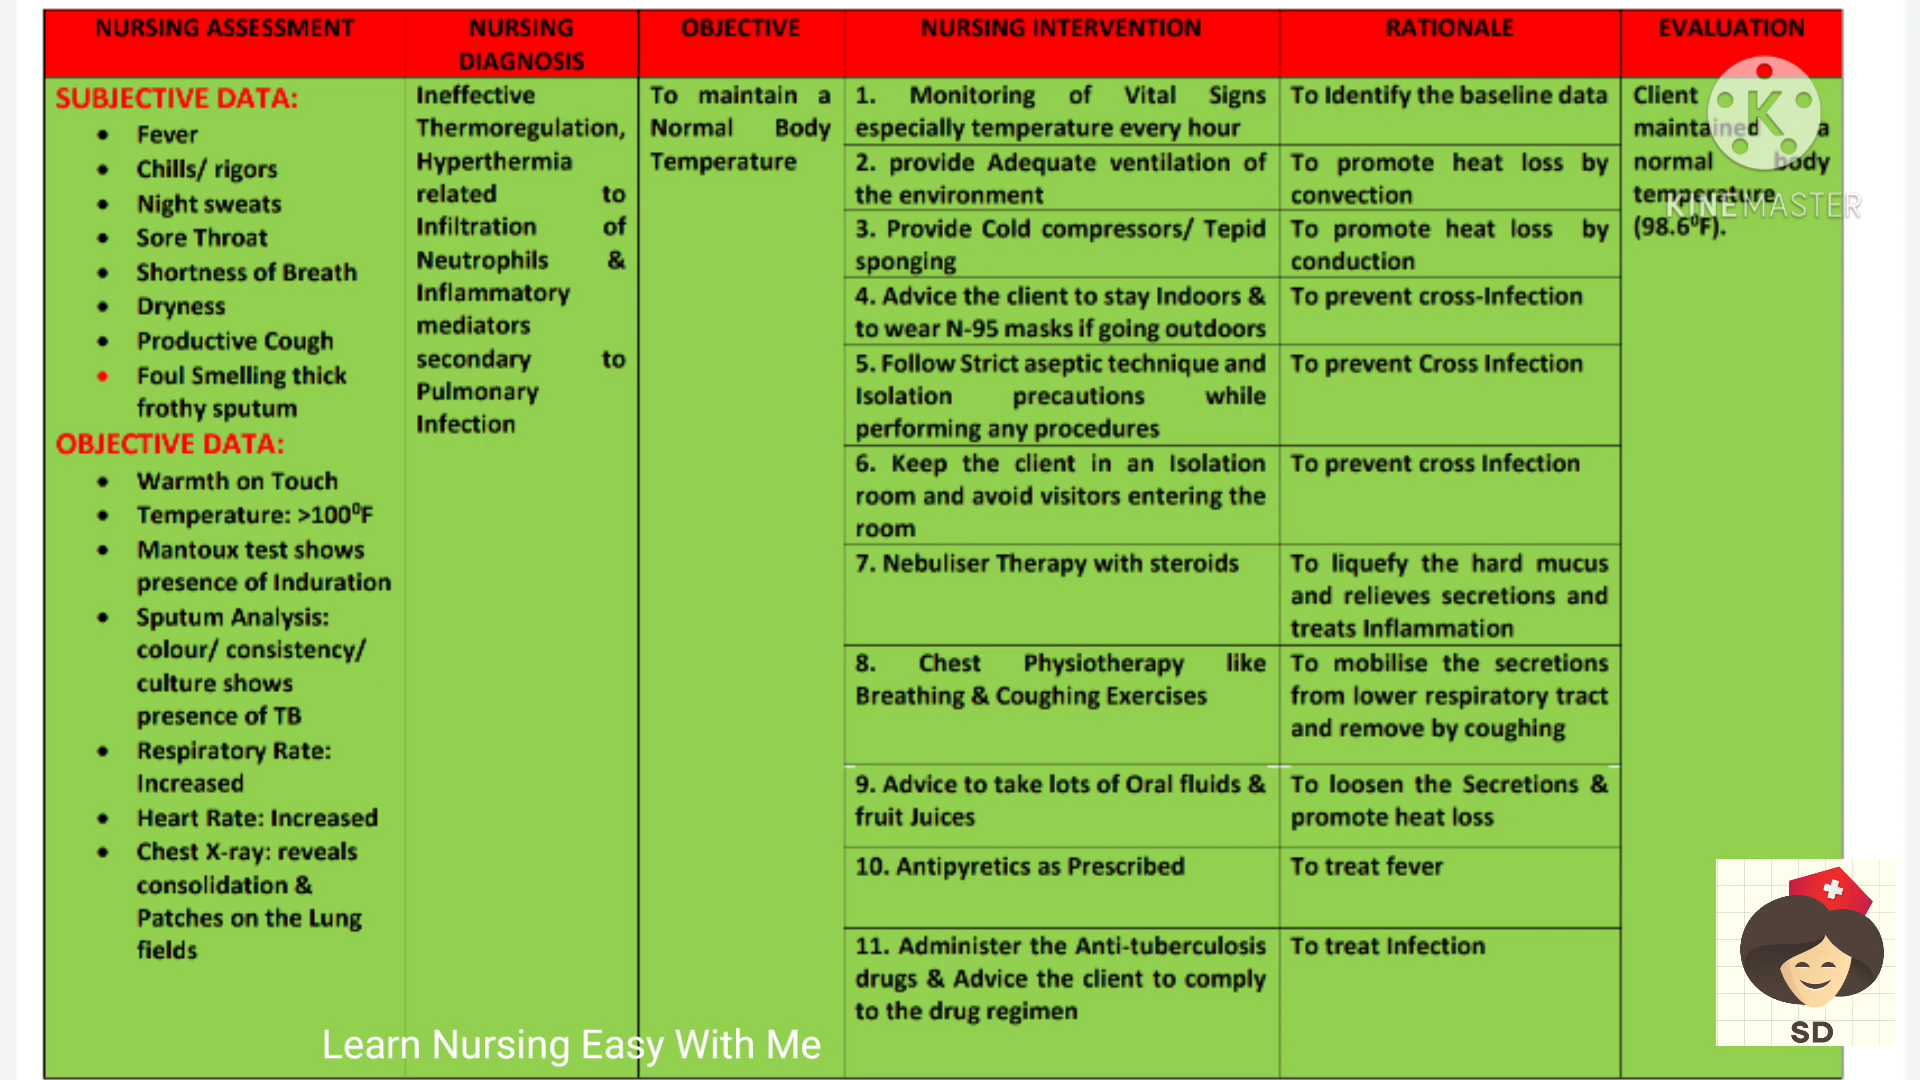 NURSING ASSESSMENT
NURSING
DIAGNOSIS
OBJECTIVE
NURSING INTERVENTION
RATIONALE
EVALUATION
SUBJECTIVE DATA:
• Fever
• Chills/ rigors
• Night sweats
• Sore Throat
• Shortness of Breath
• Dryness
• Productive Cough
• Foul Smelling thick
frothy sputum
OBJECTIVE DATA:
• Warmth on Touch
• Temperature: >100⁰F
• Mantoux test shows
presence of Induration
• Sputum Analysis:
colour/ consistency/
culture shows
presence of TB
• Respiratory Rate:
Increased
• Heart Rate: Increased
• Chest X-ray: reveals
consolidation &
Patches on the Lung
fields
Ineffective
Thermoregulation,
Hyperthermia
related to
Infiltration of
Neutrophils &
Inflammatory
mediators
secondary to
Pulmonary
Infection
To maintain a
Normal Body
Temperature
1. Monitoring of Vital Signs
especially temperature every hour
To Identify the baseline data
2. provide Adequate ventilation of
the environment
To promote heat loss by
convection
3. Provide Cold compressors/ Tepid
sponging
To promote heat loss by
conduction
4. Advice the client to stay Indoors &
to wear N-95 masks if going outdoors
To prevent cross-Infection
5. Follow Strict aseptic technique and
Isolation precautions while
performing any procedures
To prevent Cross Infection
6. Keep the client in an Isolation
room and avoid visitors entering the
room
To prevent cross Infection
7. Nebuliser Therapy with steroids
To liquefy the hard mucus
and relieves secretions and
treats Inflammation
8. Chest Physiotherapy like
Breathing & Coughing Exercises
To mobilise the secretions
from lower respiratory tract
and remove by coughing
9. Advice to take lots of Oral fluids &
fruit Juices
To loosen the Secretions &
promote heat loss
10. Antipyretics as Prescribed
To treat fever
11. Administer the Anti-tuberculosis
drugs & Advice the client to comply
to the drug regimen
To treat Infection
Client
maintained a
normal body
temperature
(98.6⁰F).
K
KINEMASTER
Learn Nursing Easy With Me
SD